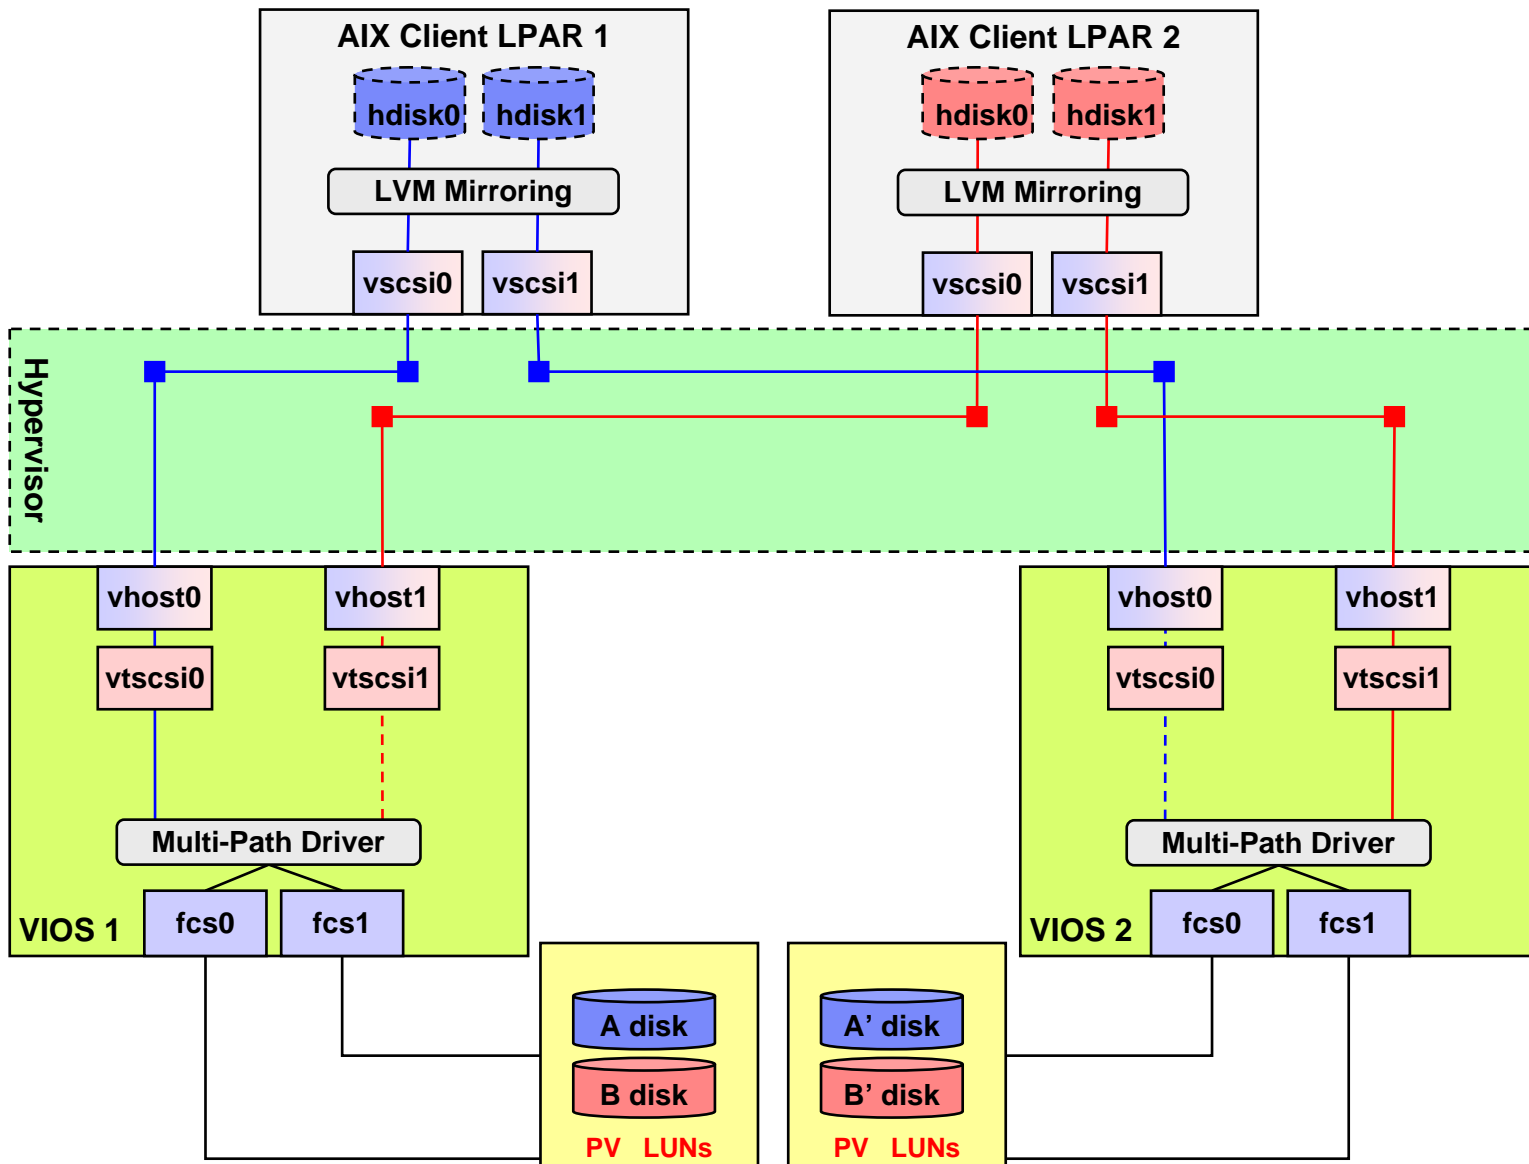 AIX Client LPAR 1
AIX Client LPAR 2
hdisk0
hdisk1
hdisk0
hdisk1
LVM Mirroring
LVM Mirroring
vscsi0
vscsi1
vscsi0
vscsi1
Hypervisor
vhost0
vhost1
vhost0
vhost1
vtscsi0
vtscsi1
vtscsi0
vtscsi1
Multi-Path Driver
Multi-Path Driver
VIOS 1
fcs0
fcs1
VIOS 2
fcs0
fcs1
A disk
A’ disk
B disk
B’ disk
PV LUNs
PV LUNs